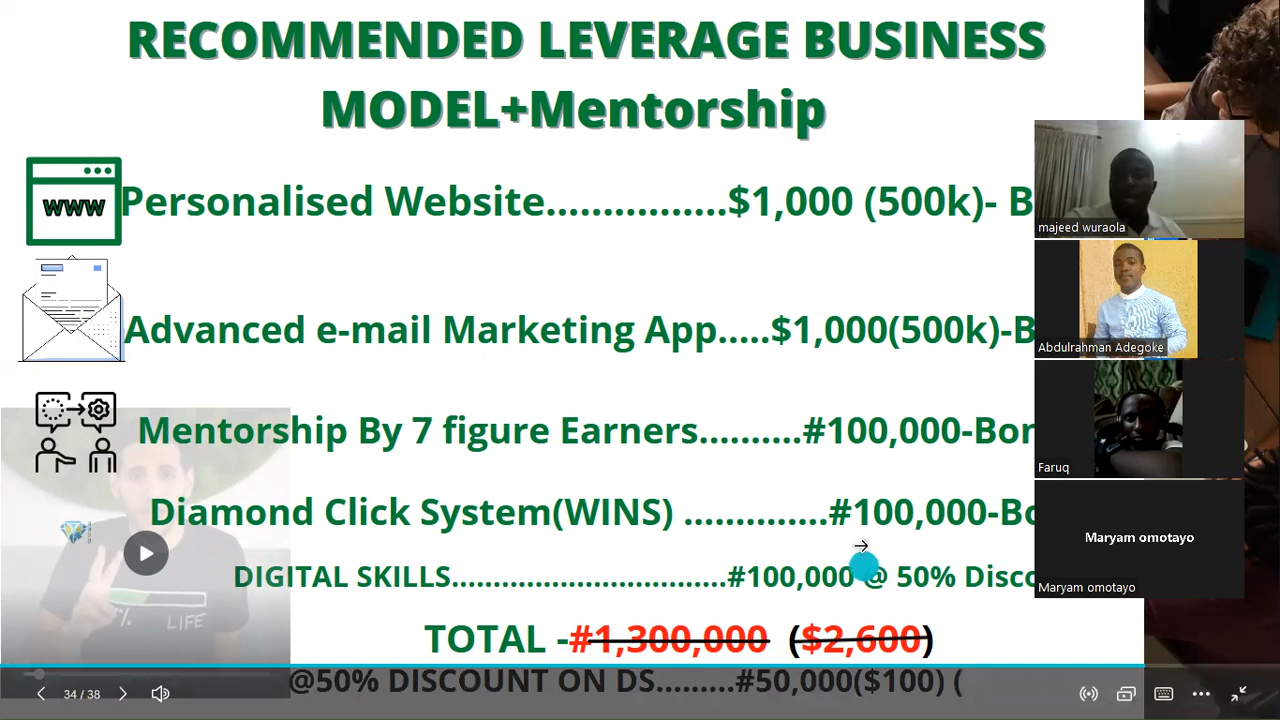 RECOMMENDED LEVERAGE BUSINESS
MODEL+Mentorship
www
Personalised Website................$1,000 (500k)- B
Advanced e-mail Marketing App.....$1,000(500k)-B
Mentorship By 7 figure Earners..........#100,000-Bor
Diamond Click System(WINS) ..............#100,000-Bo
DIGITAL SKILLS................................#100,000 @ 50% Disco
%
LIFE
TOTAL -#1,300,000 ($2,600)
@50% DISCOUNT ON DS.........#50,000($100) (
34 / 38
majeed wuraola
Abdulrahman Adegoke
Faruq
Maryam omotayo
Maryam omotayo